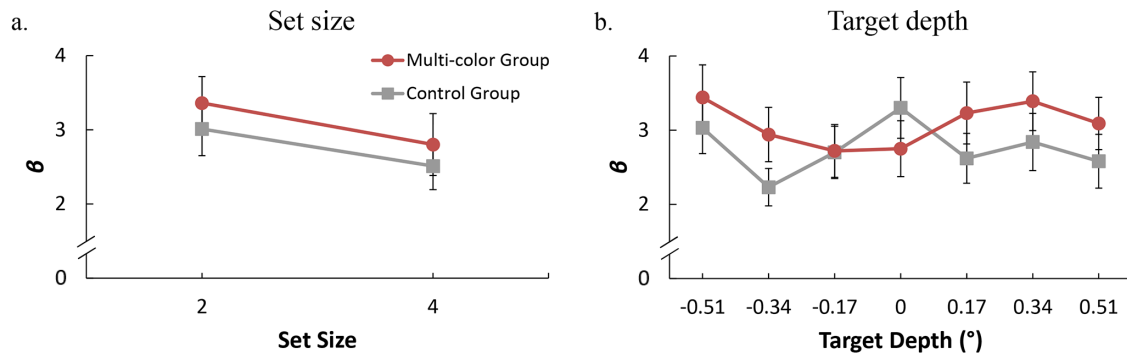 a.
Set size
4
3
2
0
β
Multi-color Group
Control Group
2
4
Set Size
b.
Target depth
4
3
2
0
β
-0.51
-0.34
-0.17
0
0.17
0.34
0.51
Target Depth (°)